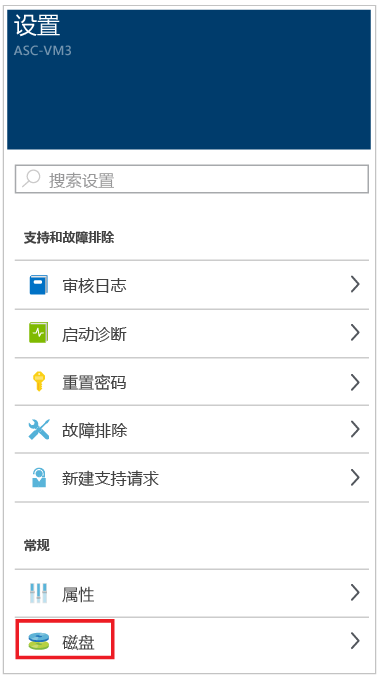 设置
ASC-VM3
搜索设置
支持和故障排除
审核日志
启动诊断
重置密码
故障排除
新建支持请求
常规
属性
磁盘